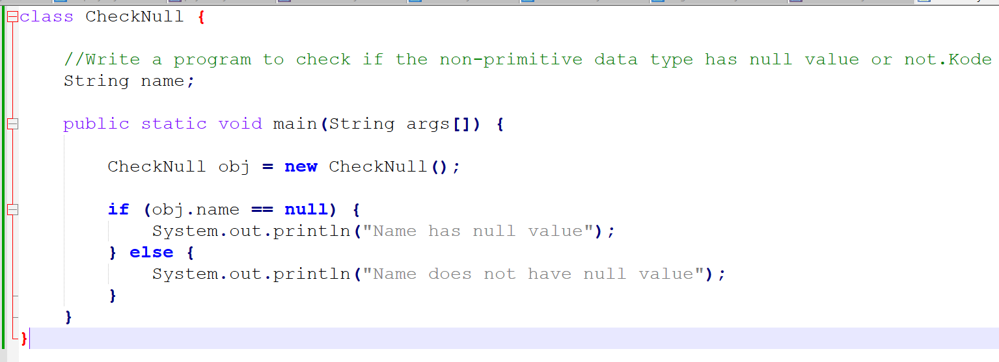 class CheckNull {
//Write a program to check if the non-primitive data type has null value or not.Kode
String name;
public static void main(String args[]) {
CheckNull obj = new CheckNull();
if (obj.name == null) {
System.out.println("Name has null value");
} else {
System.out.println("Name does not have null value");
}
}
}